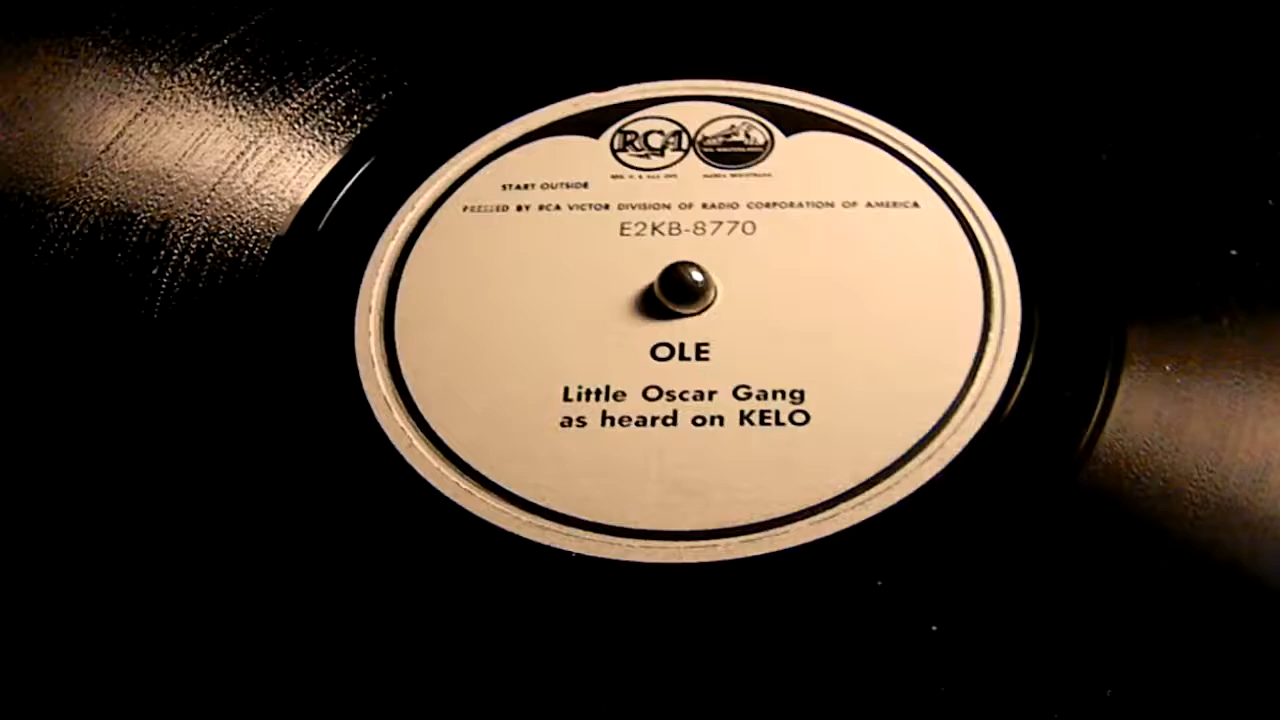 RCA
START OUTSIDE
PRESSED BY RCA VICTOR DIVISION OF RADIO CORPORATION OF AMERICA
E2KB-8770
OLE
Little Oscar Gang
as heard on KELO